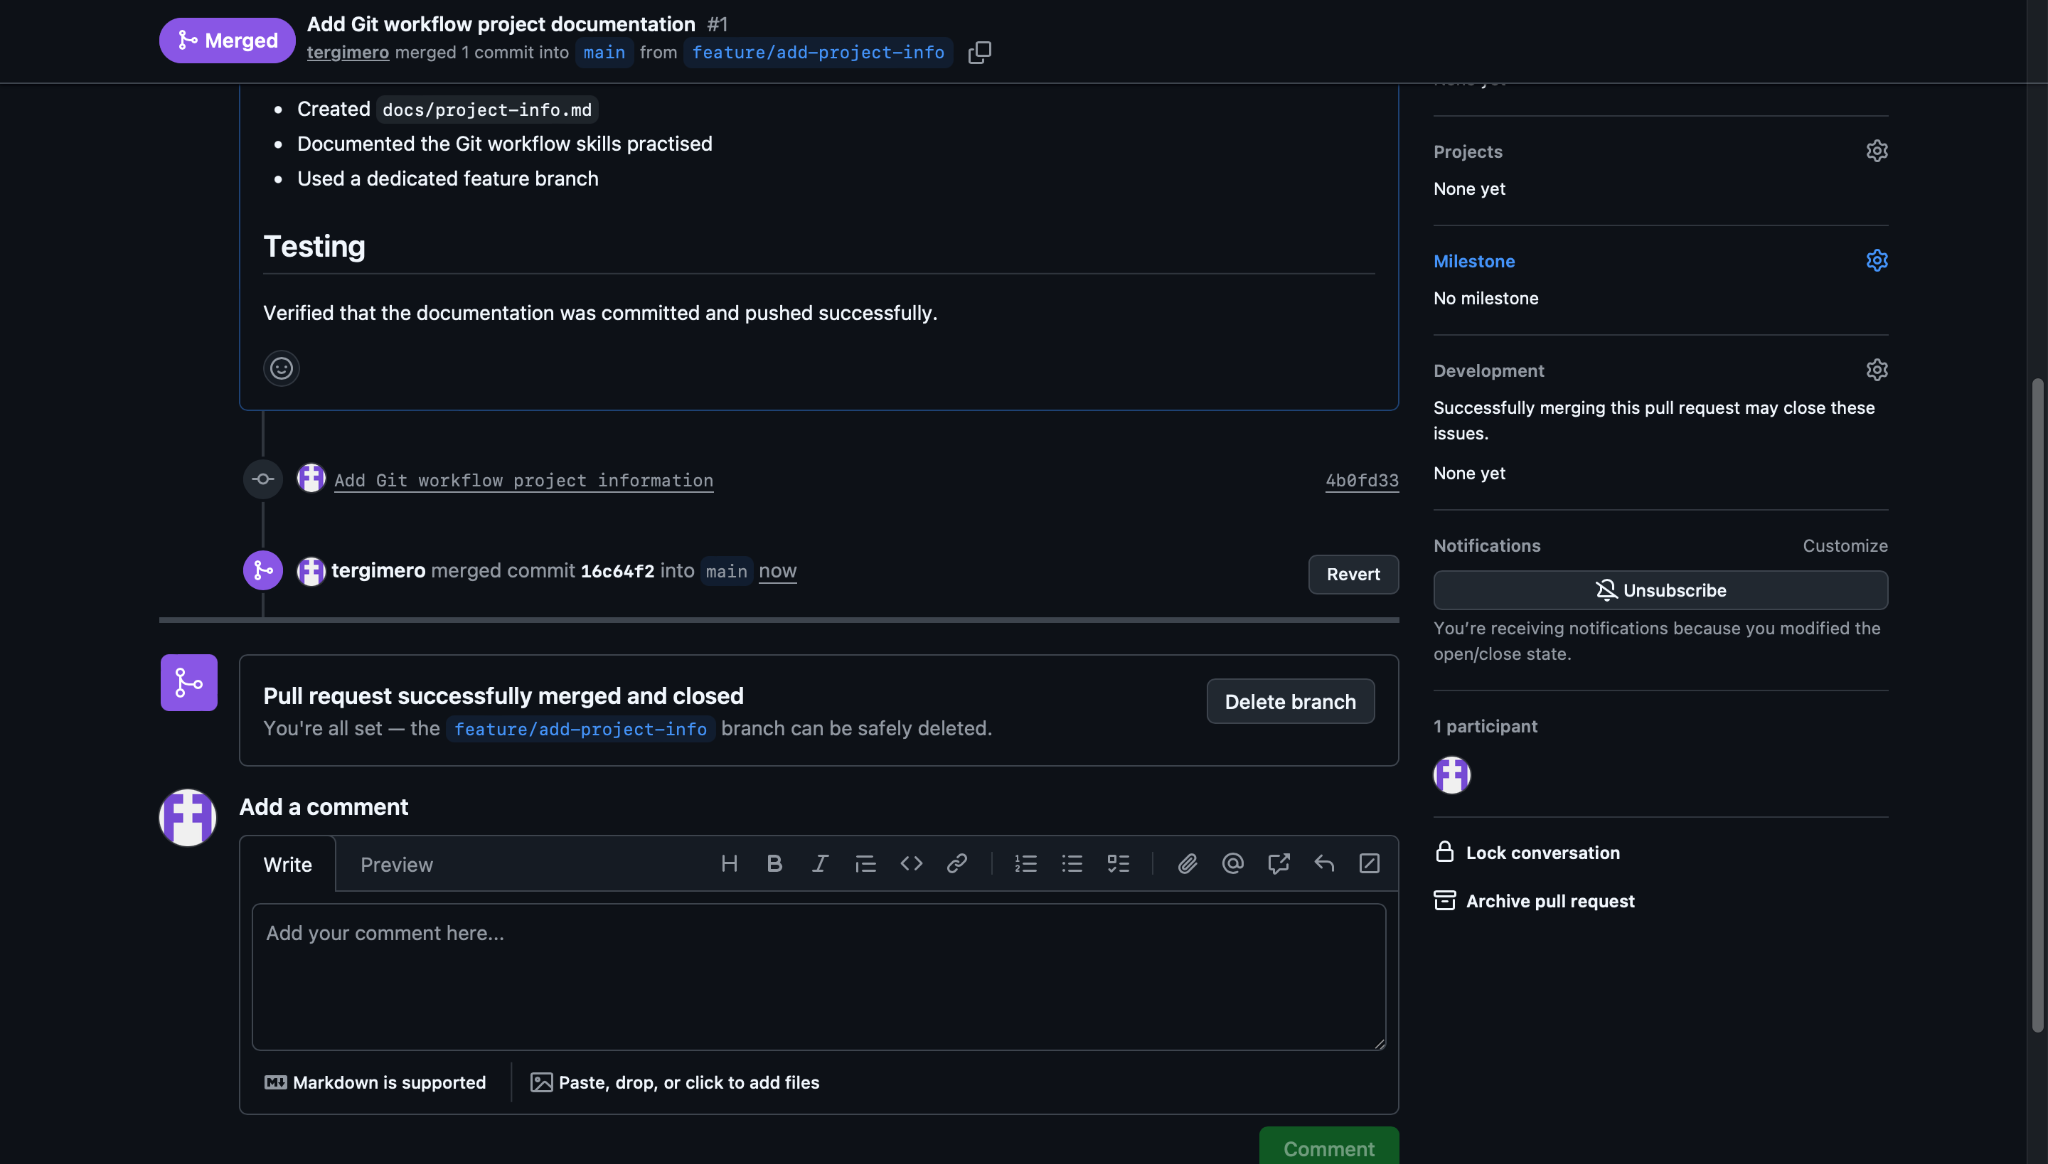 Merged
Add Git workflow project documentation #1
tergimero merged 1 commit into main from feature/add-project-info
Created docs/project-info.md
Documented the Git workflow skills practised
Used a dedicated feature branch
Testing
Verified that the documentation was committed and pushed successfully.
Add Git workflow project information 4b0fd33
tergimero merged commit 16c64f2 into main now
Revert
Pull request successfully merged and closed
You're all set — the feature/add-project-info branch can be safely deleted.
Delete branch
Add a comment
Write
Preview
Add your comment here...
Markdown is supported
Paste, drop, or click to add files
Comment
Projects
None yet
Milestone
No milestone
Development
Successfully merging this pull request may close these
issues.
None yet
Notifications
Customize
Unsubscribe
You’re receiving notifications because you modified the
open/close state.
1 participant
Lock conversation
Archive pull request